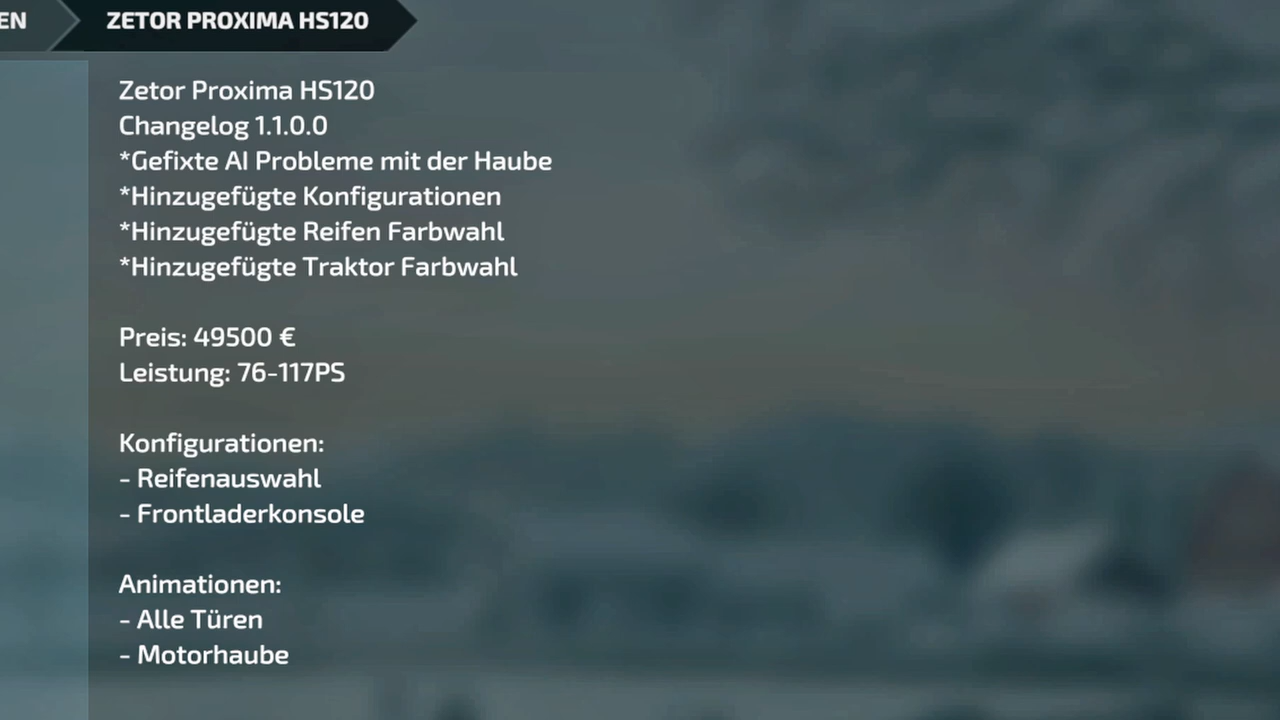 EN
ZETOR PROXIMA HS120
Zetor Proxima HS120
Changelog 1.1.0.0
*Gefixte AI Probleme mit der Haube
*Hinzugefügte Konfigurationen
*Hinzugefügte Reifen Farbwahl
*Hinzugefügte Traktor Farbwahl
Preis: 49500 €
Leistung: 76-117PS
Konfigurationen:
- Reifenauswahl
- Frontladerkonsole
Animationen:
- Alle Türen
- Motorhaube